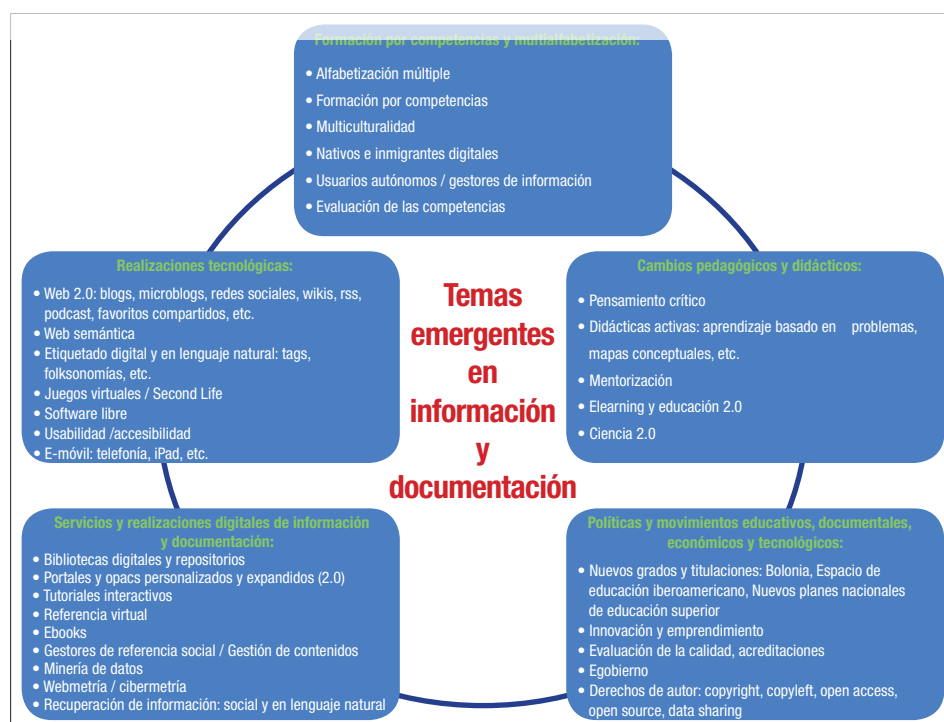 Formación por competencias y multialfabetización:
• Alfabetización múltiple
• Formación por competencias
• Multiculturalidad
• Nativos e inmigrantes digitales
• Usuarios autónomos / gestores de información
• Evaluación de las competencias
Realizaciones tecnológicas:
• Web 2.0: blogs, microblogs, redes sociales, wikis, rss,
podcast, favoritos compartidos, etc.
• Web semántica
• Etiquetado digital y en lenguaje natural: tags,
folksonomías, etc.
• Juegos virtuales / Second Life
• Software libre
• Usabilidad /accesibilidad
• E-móvil: telefonía, iPad, etc.
Temas
emergentes
en
información
y
documentación
Cambios pedagógicos y didácticos:
• Pensamiento crítico
• Didácticas activas: aprendizaje basado en problemas,
mapas conceptuales, etc.
• Mentorización
• Elearning y educación 2.0
• Ciencia 2.0
Servicios y realizaciones digitales de información
y documentación:
• Bibliotecas digitales y repositorios
• Portales y opacs personalizados y expandidos (2.0)
• Tutoriales interactivos
• Referencia virtual
• Ebooks
• Gestores de referencia social / Gestión de contenidos
• Minería de datos
• Webmetría / cibermetría
• Recuperación de información: social y en lenguaje natural
Políticas y movimientos educativos, documentales,
económicos y tecnológicos:
• Nuevos grados y titulaciones: Bolonia, Espacio de
educación iberoamericano, Nuevos planes nacionales
de educación superior
• Innovación y emprendimiento
• Evaluación de la calidad, acreditaciones
• Egobierno
• Derechos de autor: copyright, copyleft, open access,
open source, data sharing